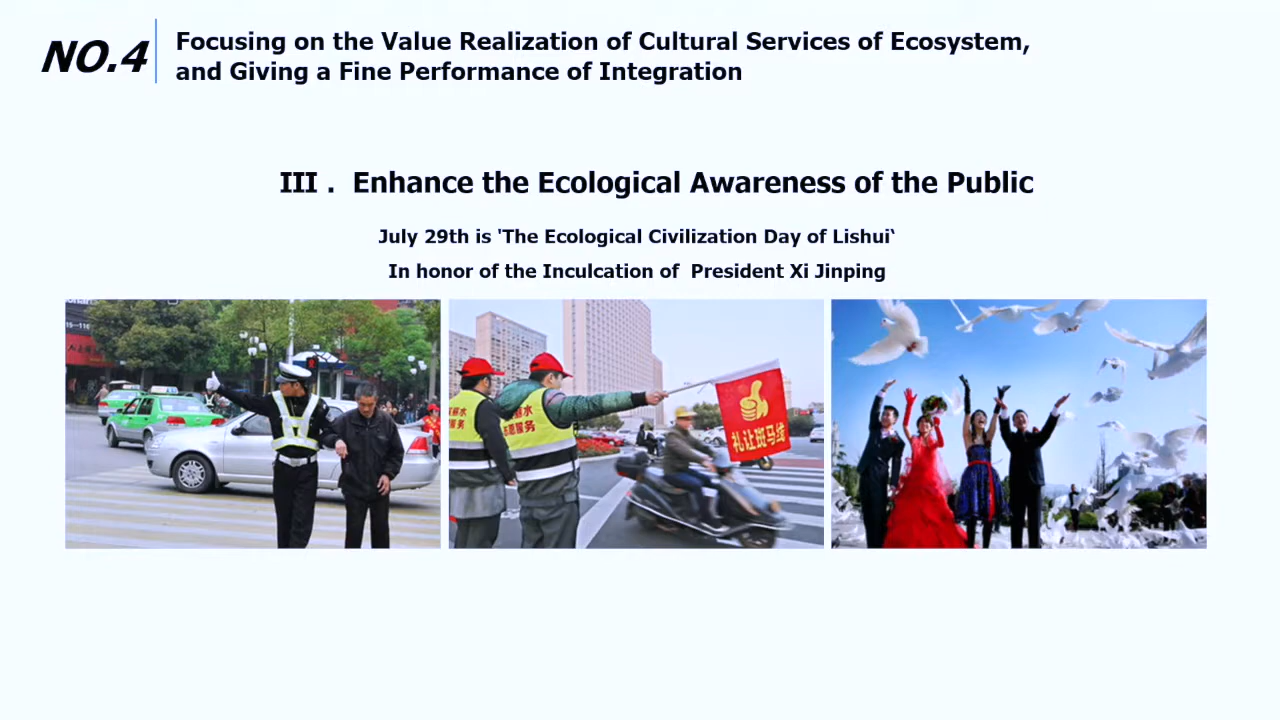 NO.4
Focusing on the Value Realization of Cultural Services of Ecosystem,
and Giving a Fine Performance of Integration
III . Enhance the Ecological Awareness of the Public
July 29th is 'The Ecological Civilization Day of Lishui‘
In honor of the Inculcation of President Xi Jinping
礼让斑马线